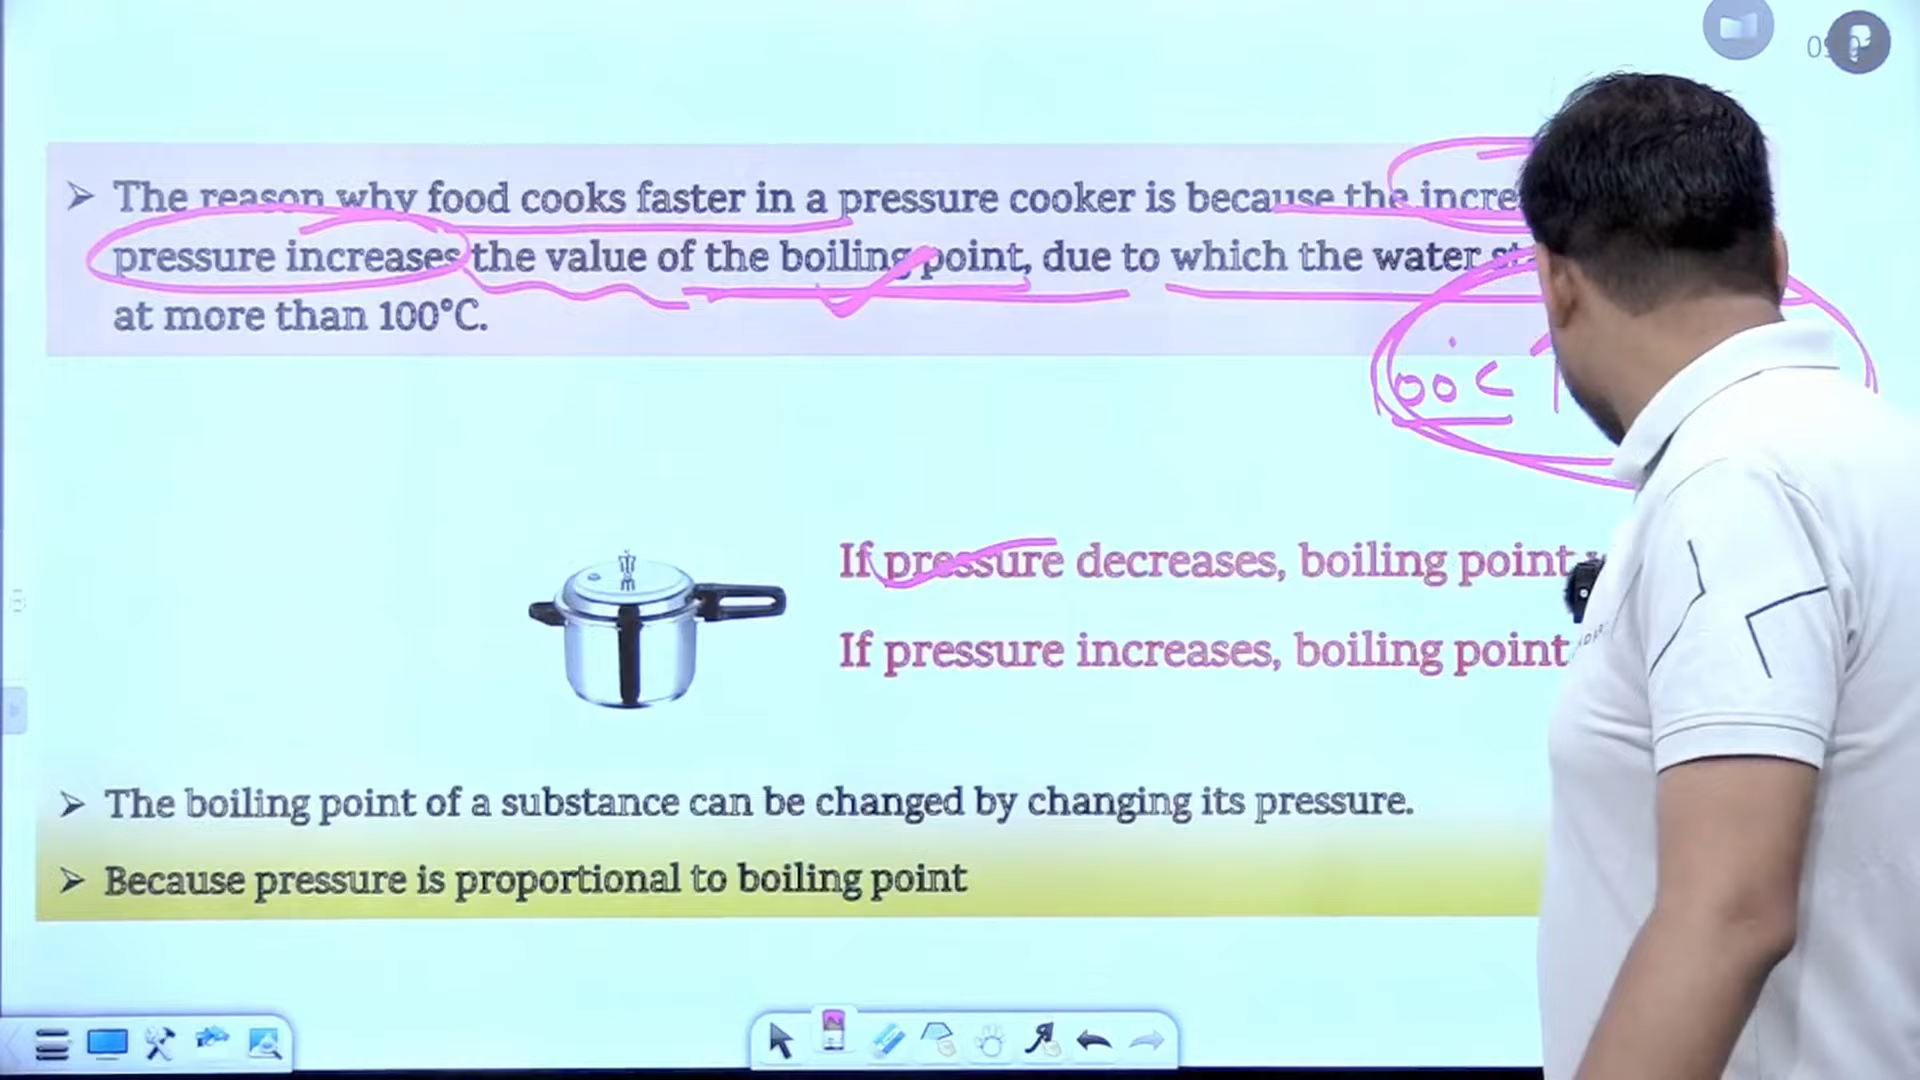 The reason why food cooks faster in a pressure cooker is because the
pressure increases the value of the boiling point, due to which the water
at more than 100°C.
00°C
If pressure decreases, boiling point
If pressure increases, boiling point
The boiling point of a substance can be changed by changing its pressure.
Because pressure is proportional to boiling point